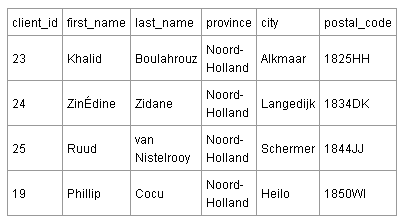 client_id first_name last_name province city postal_code
23 Khalid Boulahrouz Noord-
Holland Alkmaar 1825HH
24 ZinÉdine Zidane Noord-
Holland Langedijk 1834DK
25 Ruud van
Nistelrooy Noord-
Holland Schermer 1844JJ
19 Phillip Cocu Noord-
Holland Heilo 1850WI